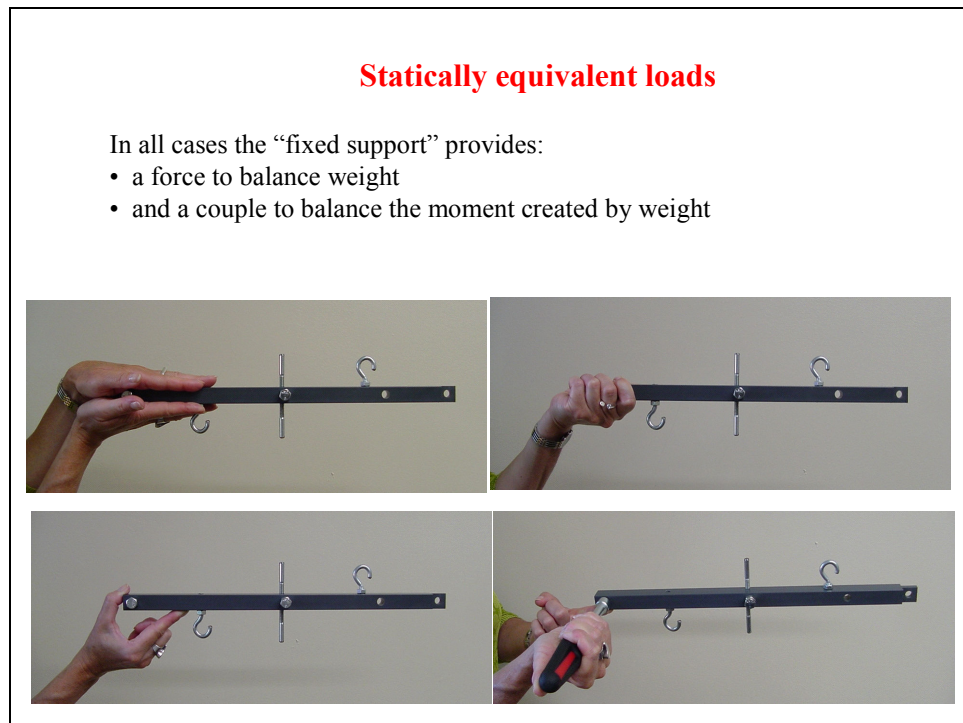 Statically equivalent loads
In all cases the “fixed support” provides:
• a force to balance weight
• and a couple to balance the moment created by weight